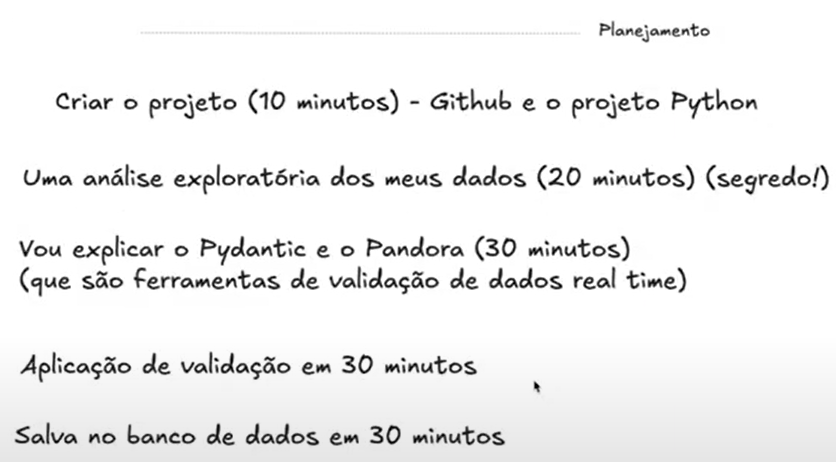 Planejamento
Criar o projeto (10 minutos) - Github e o projeto Python
Uma análise exploratória dos meus dados (20 minutos) (segredo!)
Vou explicar o Pydantic e o Pandora (30 minutos)
(que são ferramentas de validação de dados real time)
Aplicação de validação em 30 minutos
Salva no banco de dados em 30 minutos